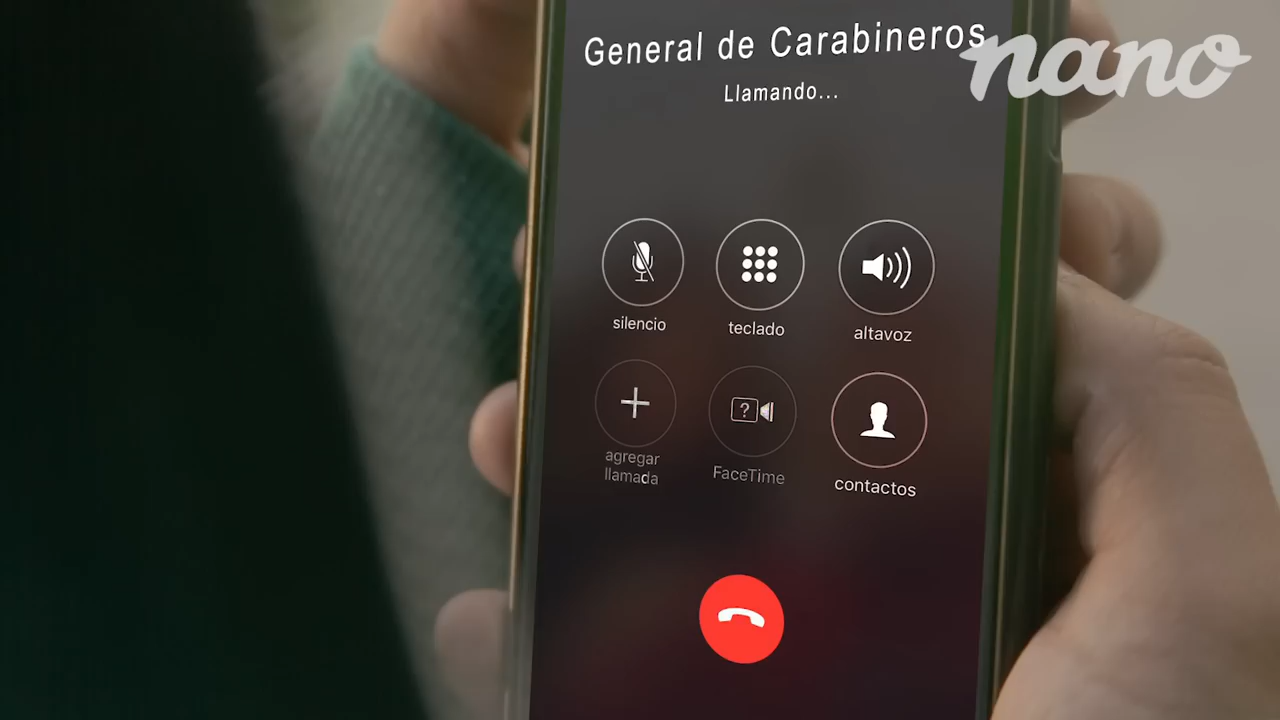 General de Carabineros
nano
Llamando...
silencio
teclado
altavoz
?
agregar
llamada
FaceTime
contactos